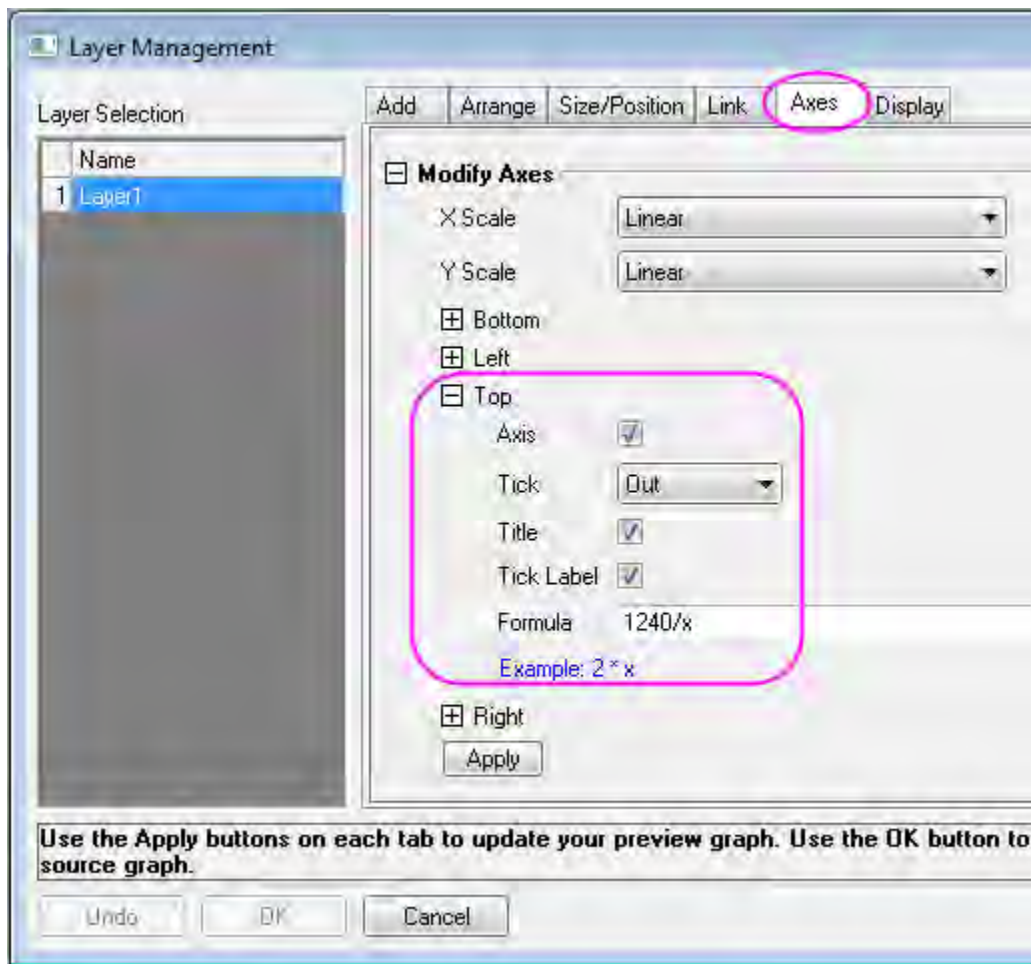 Layer Management
Layer Selection
Name
1 Layer1
Add Arrange Size/Position Link Axes Display
Modify Axes
X Scale Linear
Y Scale Linear
Bottom
Left
Top
Axis
Tick Out
Title
Tick Label
Formula 1240/x
Example: 2 * x
Right
Apply
Use the Apply buttons on each tab to update your preview graph. Use the OK button to
source graph.
Undo OK Cancel